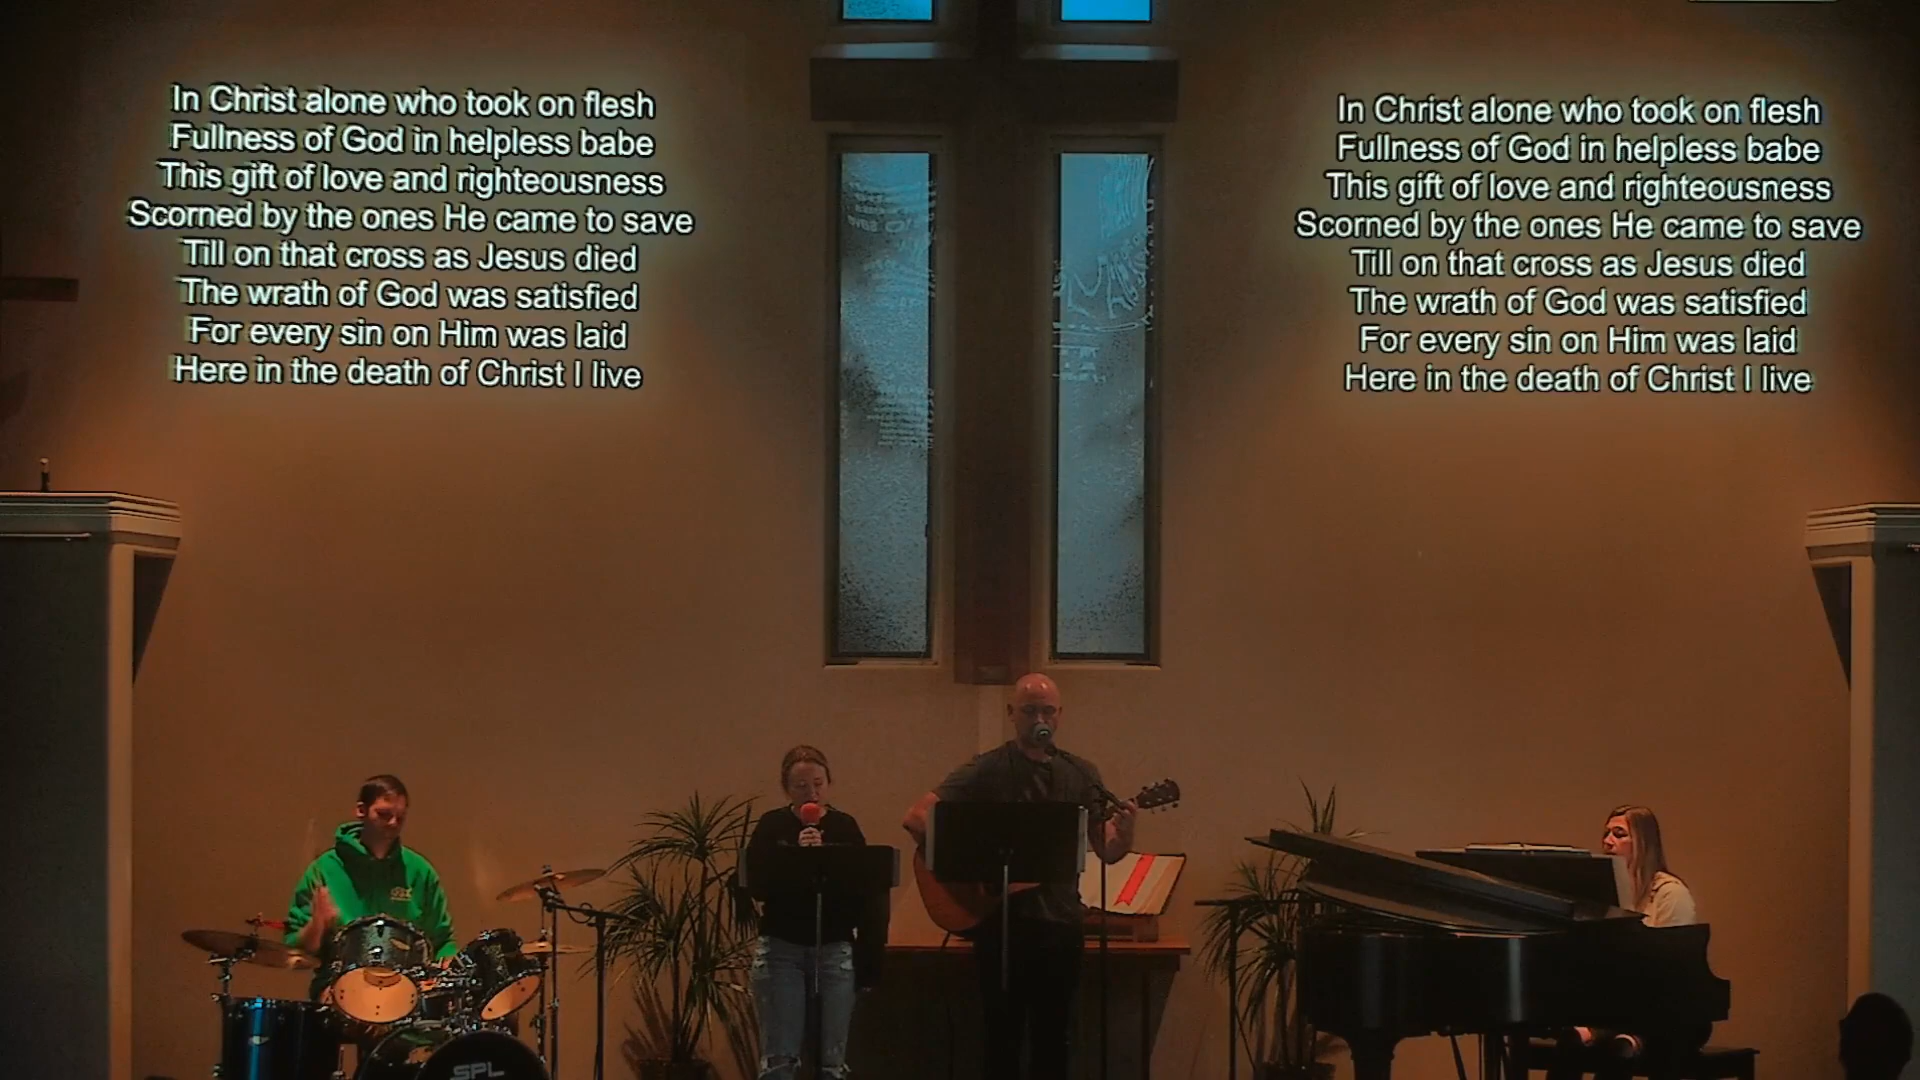 In Christ alone who took on flesh
Fullness of God in helpless babe
This gift of love and righteousness
Scorned by the ones He came to save
Till on that cross as Jesus died
The wrath of God was satisfied
For every sin on Him was laid
Here in the death of Christ I live
In Christ alone who took on flesh
Fullness of God in helpless babe
This gift of love and righteousness
Scorned by the ones He came to save
Till on that cross as Jesus died
The wrath of God was satisfied
For every sin on Him was laid
Here in the death of Christ I live
SPL